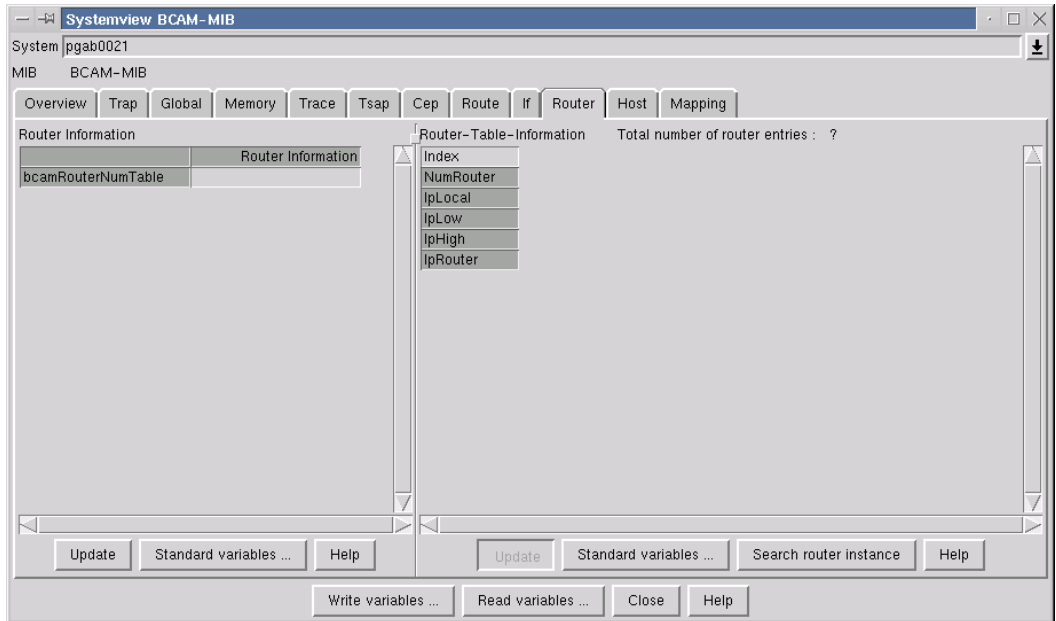 Systemview BCAM-MIB
System pgab0021
MIB BCAM-MIB
Overview Trap Global Memory Trace Tsap Cep Route If Router Host Mapping
Router Information
Router Information
bcamRouterNumTable
Update Standard variables ... Help
Router-Table-Information Total number of router entries : ?
Index
NumRouter
IpLocal
IpLow
IpHigh
IpRouter
Update Standard variables ... Search router instance Help
Write variables ... Read variables ... Close Help